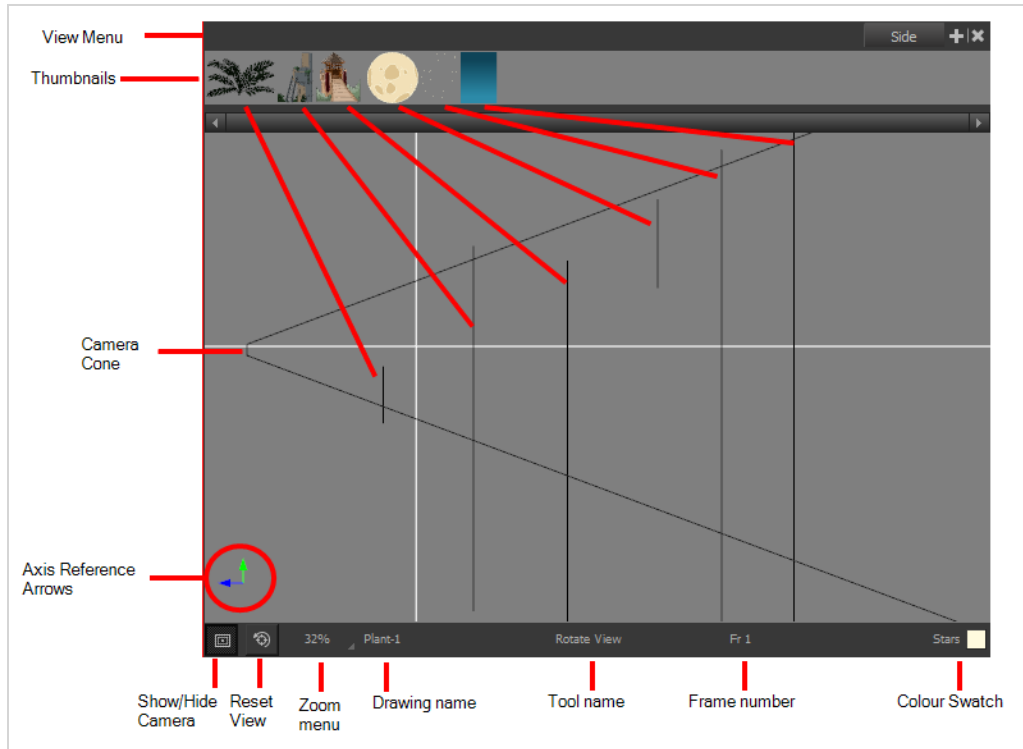 View Menu
Side
Thumbnails
Camera
Cone
Axis Reference
Arrows
32%
Plant-1
Rotate View
Fr 1
Stars
Show/Hide
Camera
Reset
View
Zoom
menu
Drawing name
Tool name
Frame number
Colour Swatch